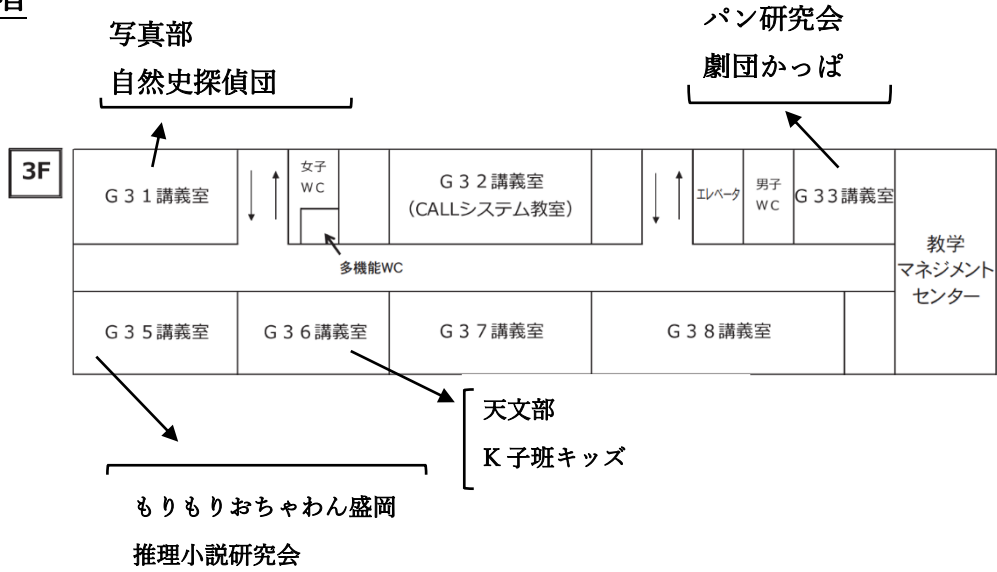 写真部
自然史探偵団
パン研究会
劇団かっぱ
3F
G31講義室
女子
WC
G32講義室
(CALLシステム教室)
エレベータ
男子
WC
G33講義室
教学
マネジメント
センター
多機能WC
G35講義室
G36講義室
G37講義室
G38講義室
天文部
K子班キッズ
もりもりおちゃわん盛岡
推理小説研究会